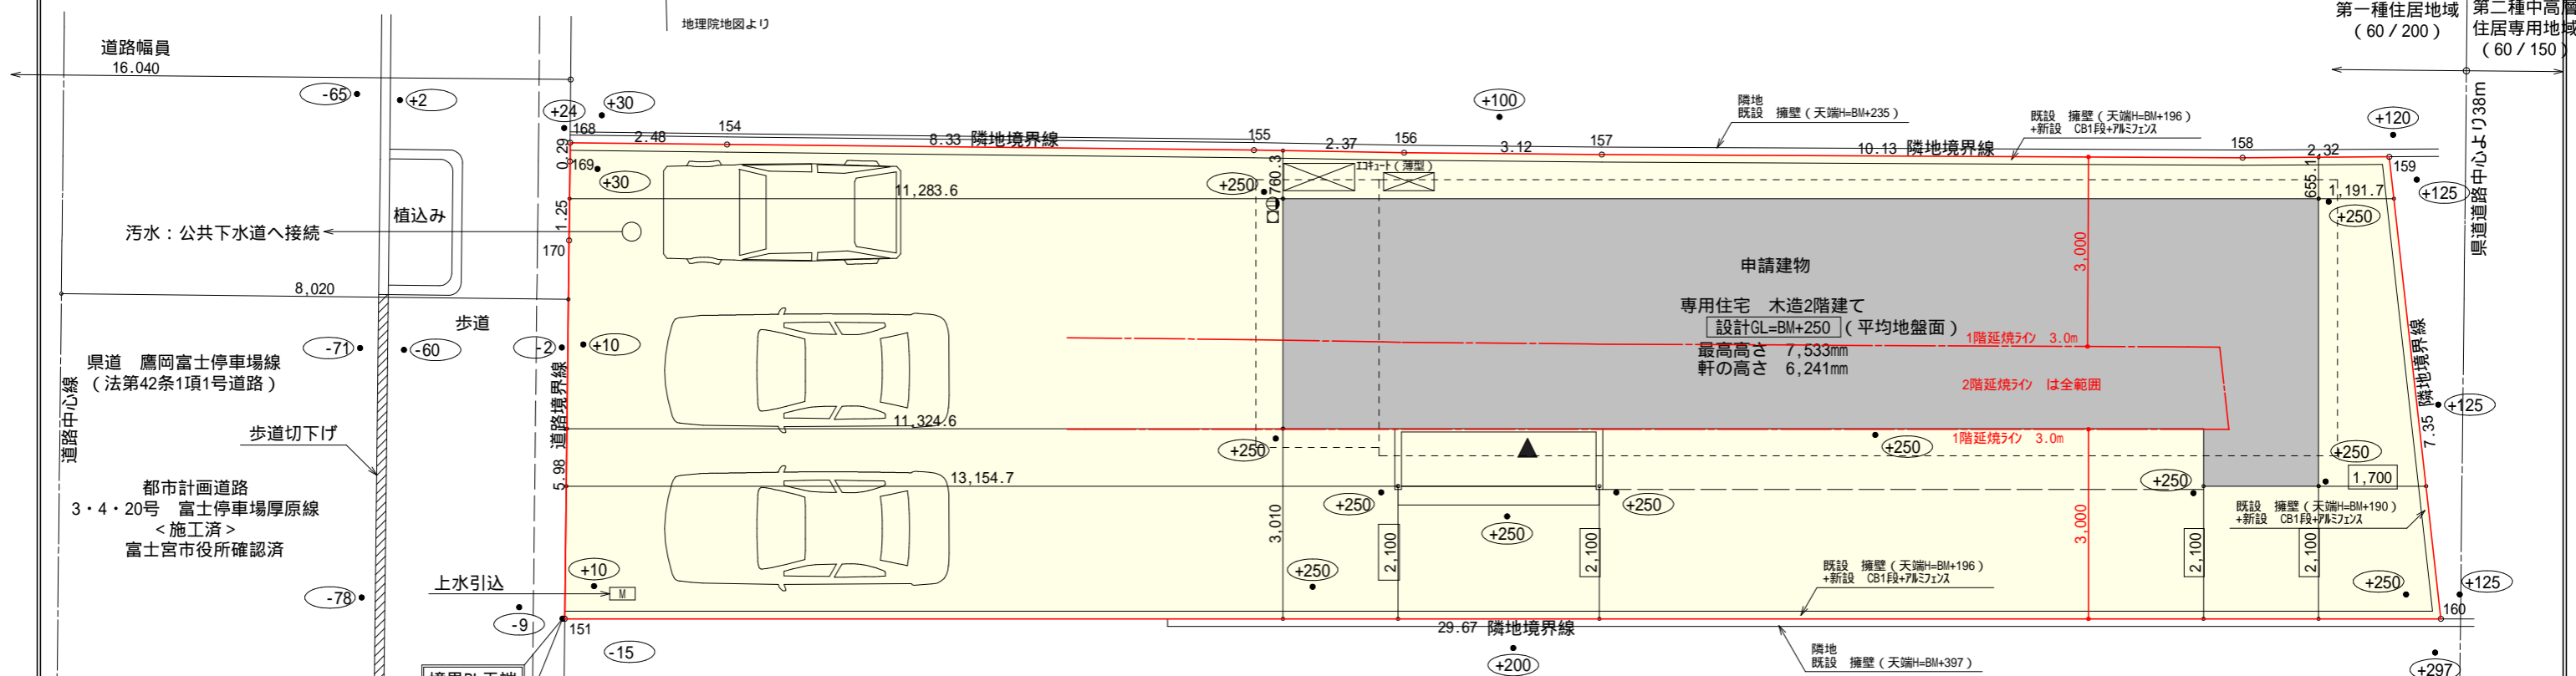 地理院地図より
第一種住居地域
(60/200)
第二種中高層
住居専用地域
(60/150)
道路幅員
16.040
-65
+2
+24
+30
+100
隣地
既設 擁壁(天端H=BM+235)
既設 擁壁(天端H=BM+196)
+新設 CB1段+アルミフェンス
+120
県道道路中心より38m
168
2.48
154
8.33 隣地境界線
155
2.37
156
3.12
157
10.13 隣地境界線
158
2.32
159
0.29
169
+30
11,283.6
+250
760.3
エコキュート(薄型)
655.1
1,191.7
+125
+250
植込み
1.25
汚水:公共下水道へ接続
170
3,000
申請建物
専用住宅 木造2階建て
設計GL=BM+250 (平均地盤面)
最高高さ 7,533mm
軒の高さ 6,241mm
1階延焼ライン 3.0m
2階延焼ライン は全範囲
8,020
歩道
-71
-60
-2
+10
県道 鷹岡富士停車場線
(法第42条1項1号道路)
道路中心線
道路境界線
隣地境界線
7.35
+125
11,324.6
歩道切下げ
+250
1階延焼ライン 3.0m
+250
+250
5.98
13,154.7
+250
1,700
都市計画道路
3・4・20号 富士停車場厚原線
<施工済>
富士宮市役所確認済
+250
+250
+250
既設 擁壁(天端H=BM+190)
+新設 CB1段+アルミフェンス
3,010
2,100
2,100
3,000
2,100
2,100
-78
上水引込
+10
M
+250
既設 擁壁(天端H=BM+196)
+新設 CB1段+アルミフェンス
+250
+125
-9
151
160
29.67 隣地境界線
-15
+200
隣地
既設 擁壁(天端H=BM+397)
+297